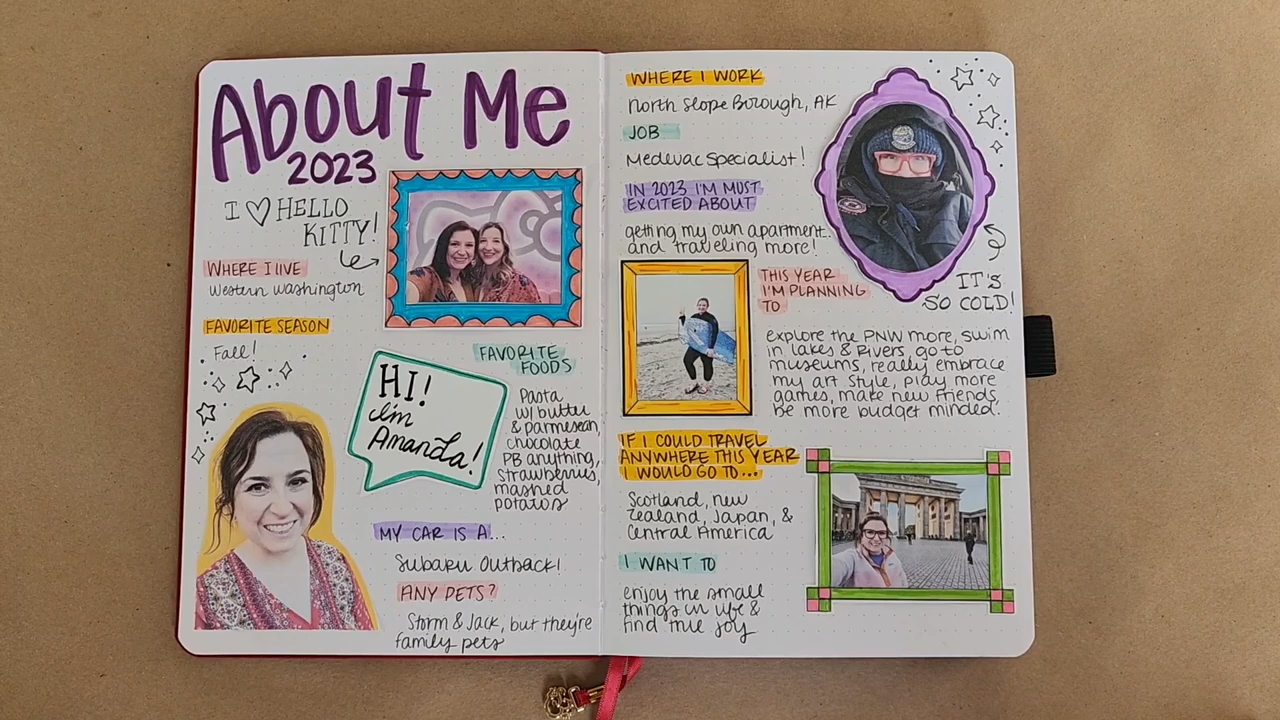 About Me
2023
I ♡ HELLO
KITTY!
WHERE I LIVE
Western Washington
FAVORITE SEASON
Fall!
HI!
I'm
Amanda!
FAVORITE
FOODS
Pasta
w/ butter
& parmesean,
chocolate
PB anything,
strawberries,
mashed
potatos
MY CAR IS A...
Subaru Outback!
ANY PETS?
Storm & Jack, but they're
family pets
WHERE I WORK
North Slope Borough, AK
JOB
Medevac Specialist!
IN 2023 I'M MOST
EXCITED ABOUT
getting my own apartment..
and traveling more!
IT'S
SO COLD!
THIS YEAR
I'M PLANNING
TO
explore the PNW more, swim
in lakes & Rivers, go to
museums, really embrace
my art style, play more
games, make new friends,
be more budget minded.
IF I COULD TRAVEL
ANYWHERE THIS YEAR
I WOULD GO TO...
Scotland, new
Zealand, Japan, &
Central America
I WANT TO
enjoy the small
things in life &
find true joy